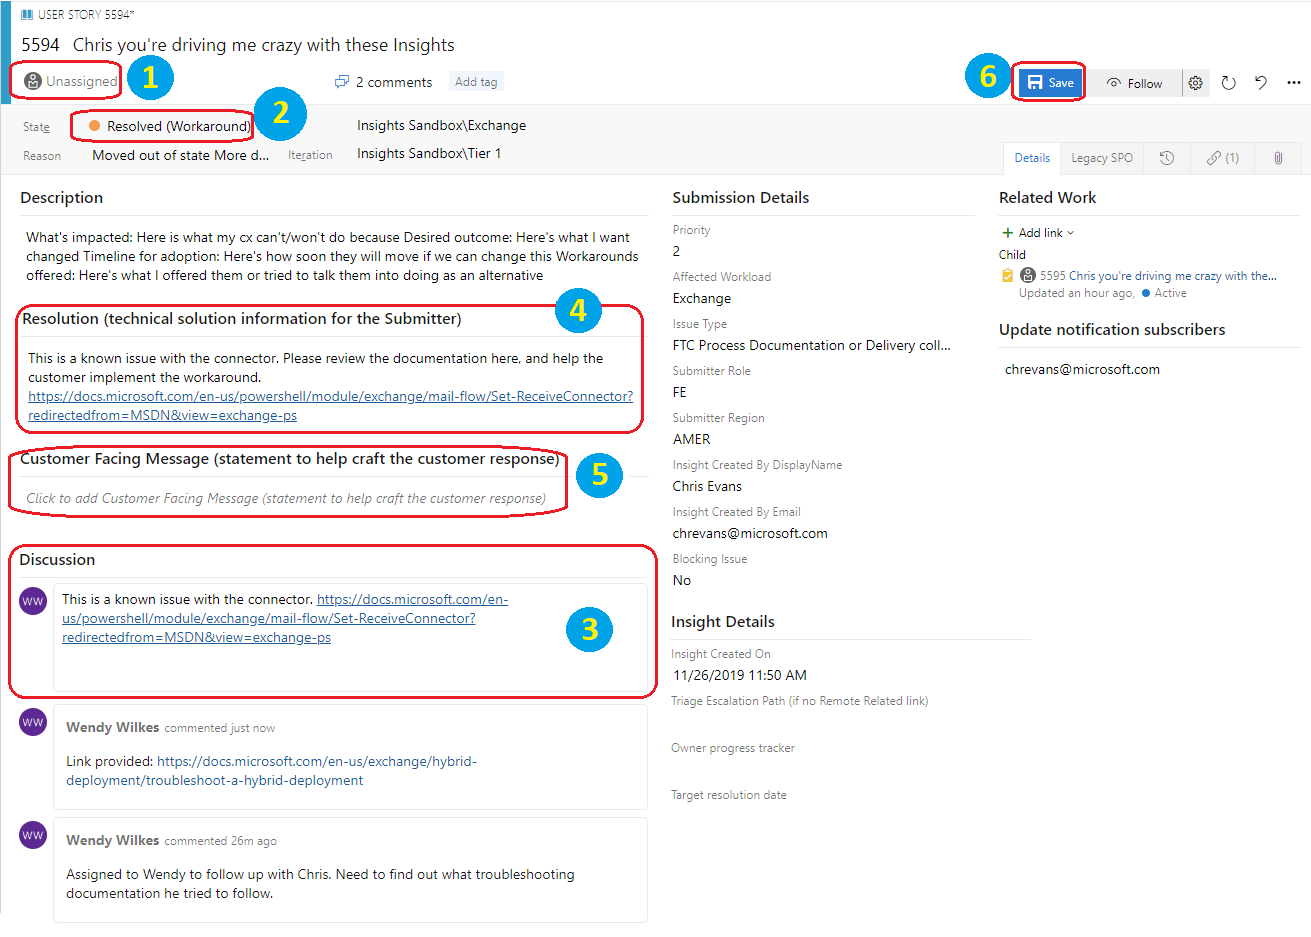 USER STORY 5594*
5594 Chris you're driving me crazy with these Insights
Unassigned
1
2 comments
Add tag
6
Save
Follow
State
Resolved (Workaround)
2
Insights Sandbox\Exchange
Reason
Moved out of state More d...
Iteration
Insights Sandbox\Tier 1
Details
Legacy SPO
(1)
Description
What's impacted: Here is what my cx can't/won't do because Desired outcome: Here's what I want
changed Timeline for adoption: Here's how soon they will move if we can change this Workarounds
offered: Here's what I offered them or tried to talk them into doing as an alternative
4
Resolution (technical solution information for the Submitter)
This is a known issue with the connector. Please review the documentation here, and help the
customer implement the workaround.
https://docs.microsoft.com/en-us/powershell/module/exchange/mail-flow/Set-ReceiveConnector?
redirectedfrom=MSDN&view=exchange-ps
Customer Facing Message (statement to help craft the customer response)
5
Click to add Customer Facing Message (statement to help craft the customer response)
Discussion
WW
This is a known issue with the connector. https://docs.microsoft.com/en-
us/powershell/module/exchange/mail-flow/Set-ReceiveConnector?
redirectedfrom=MSDN&view=exchange-ps
3
WW
Wendy Wilkes commented just now
Link provided: https://docs.microsoft.com/en-us/exchange/hybrid-
deployment/troubleshoot-a-hybrid-deployment
WW
Wendy Wilkes commented 26m ago
Assigned to Wendy to follow up with Chris. Need to find out what troubleshooting
documentation he tried to follow.
Submission Details
Priority
2
Affected Workload
Exchange
Issue Type
FTC Process Documentation or Delivery coll...
Submitter Role
FE
Submitter Region
AMER
Insight Created By DisplayName
Chris Evans
Insight Created By Email
chrevans@microsoft.com
Blocking Issue
No
Insight Details
Insight Created On
11/26/2019 11:50 AM
Triage Escalation Path (if no Remote Related link)
Owner progress tracker
Target resolution date
Related Work
Add link
Child
5595 Chris you're driving me crazy with the...
Updated an hour ago, Active
Update notification subscribers
chrevans@microsoft.com